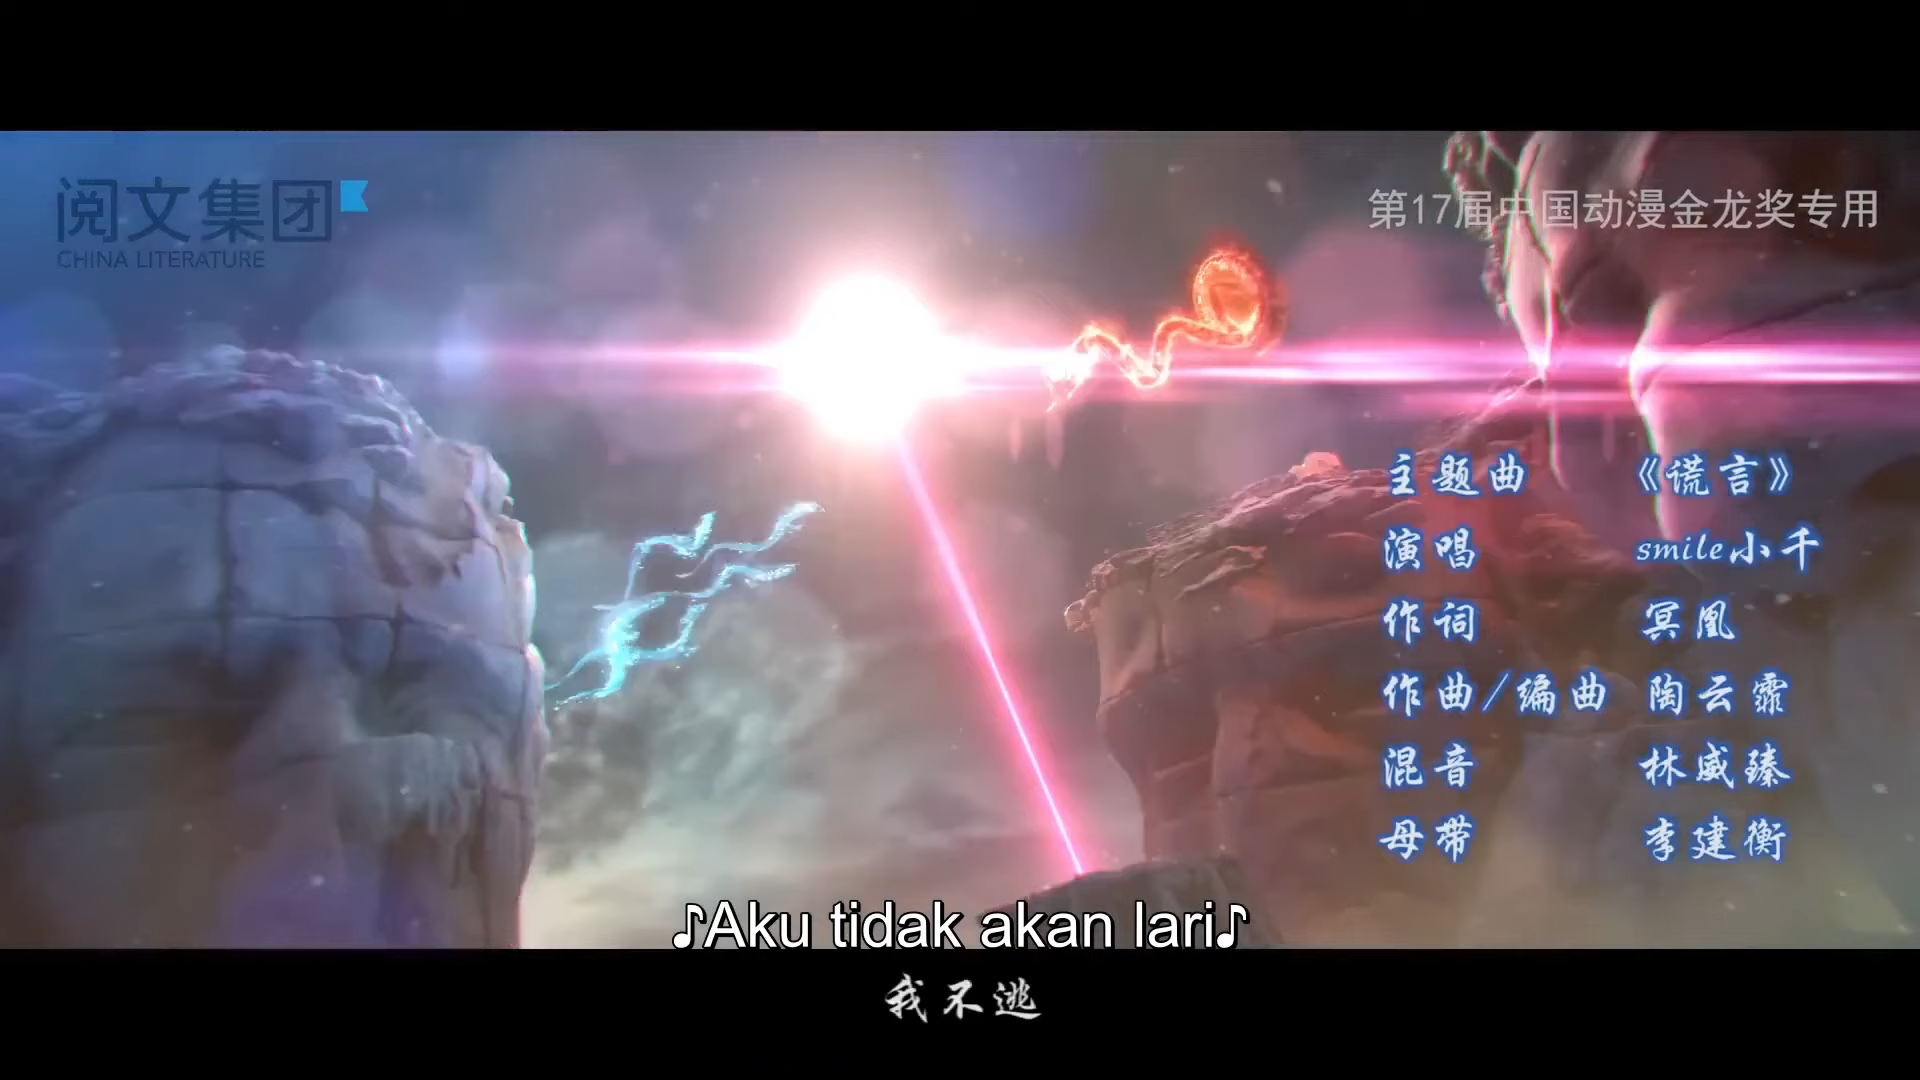 阅文集团
CHINA LITERATURE
第17届中国动漫金龙奖专用
主题曲 《谎言》
演唱 smile小千
作词 冥凰
作曲/编曲 陶云霏
混音 林威臻
母带 李建衡
♪Aku tidak akan lari♪
我不逃